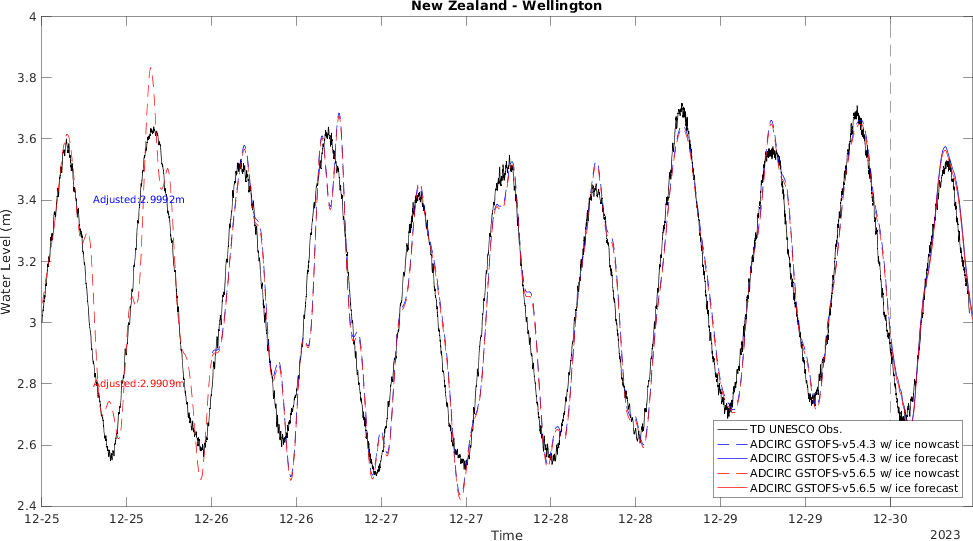 New Zealand - Wellington
4
3.8
3.6
3.4
3.2
3
2.8
2.6
2.4
Water Level (m)
Adjusted:2.9992m
Adjusted:2.9909m
TD UNESCO Obs.
ADCIRC GSTOFS-v5.4.3 w/ ice nowcast
ADCIRC GSTOFS-v5.4.3 w/ ice forecast
ADCIRC GSTOFS-v5.6.5 w/ ice nowcast
ADCIRC GSTOFS-v5.6.5 w/ ice forecast
12-25 12-25 12-26 12-26 12-27 12-27 12-28 12-28 12-29 12-29 12-30
Time
2023